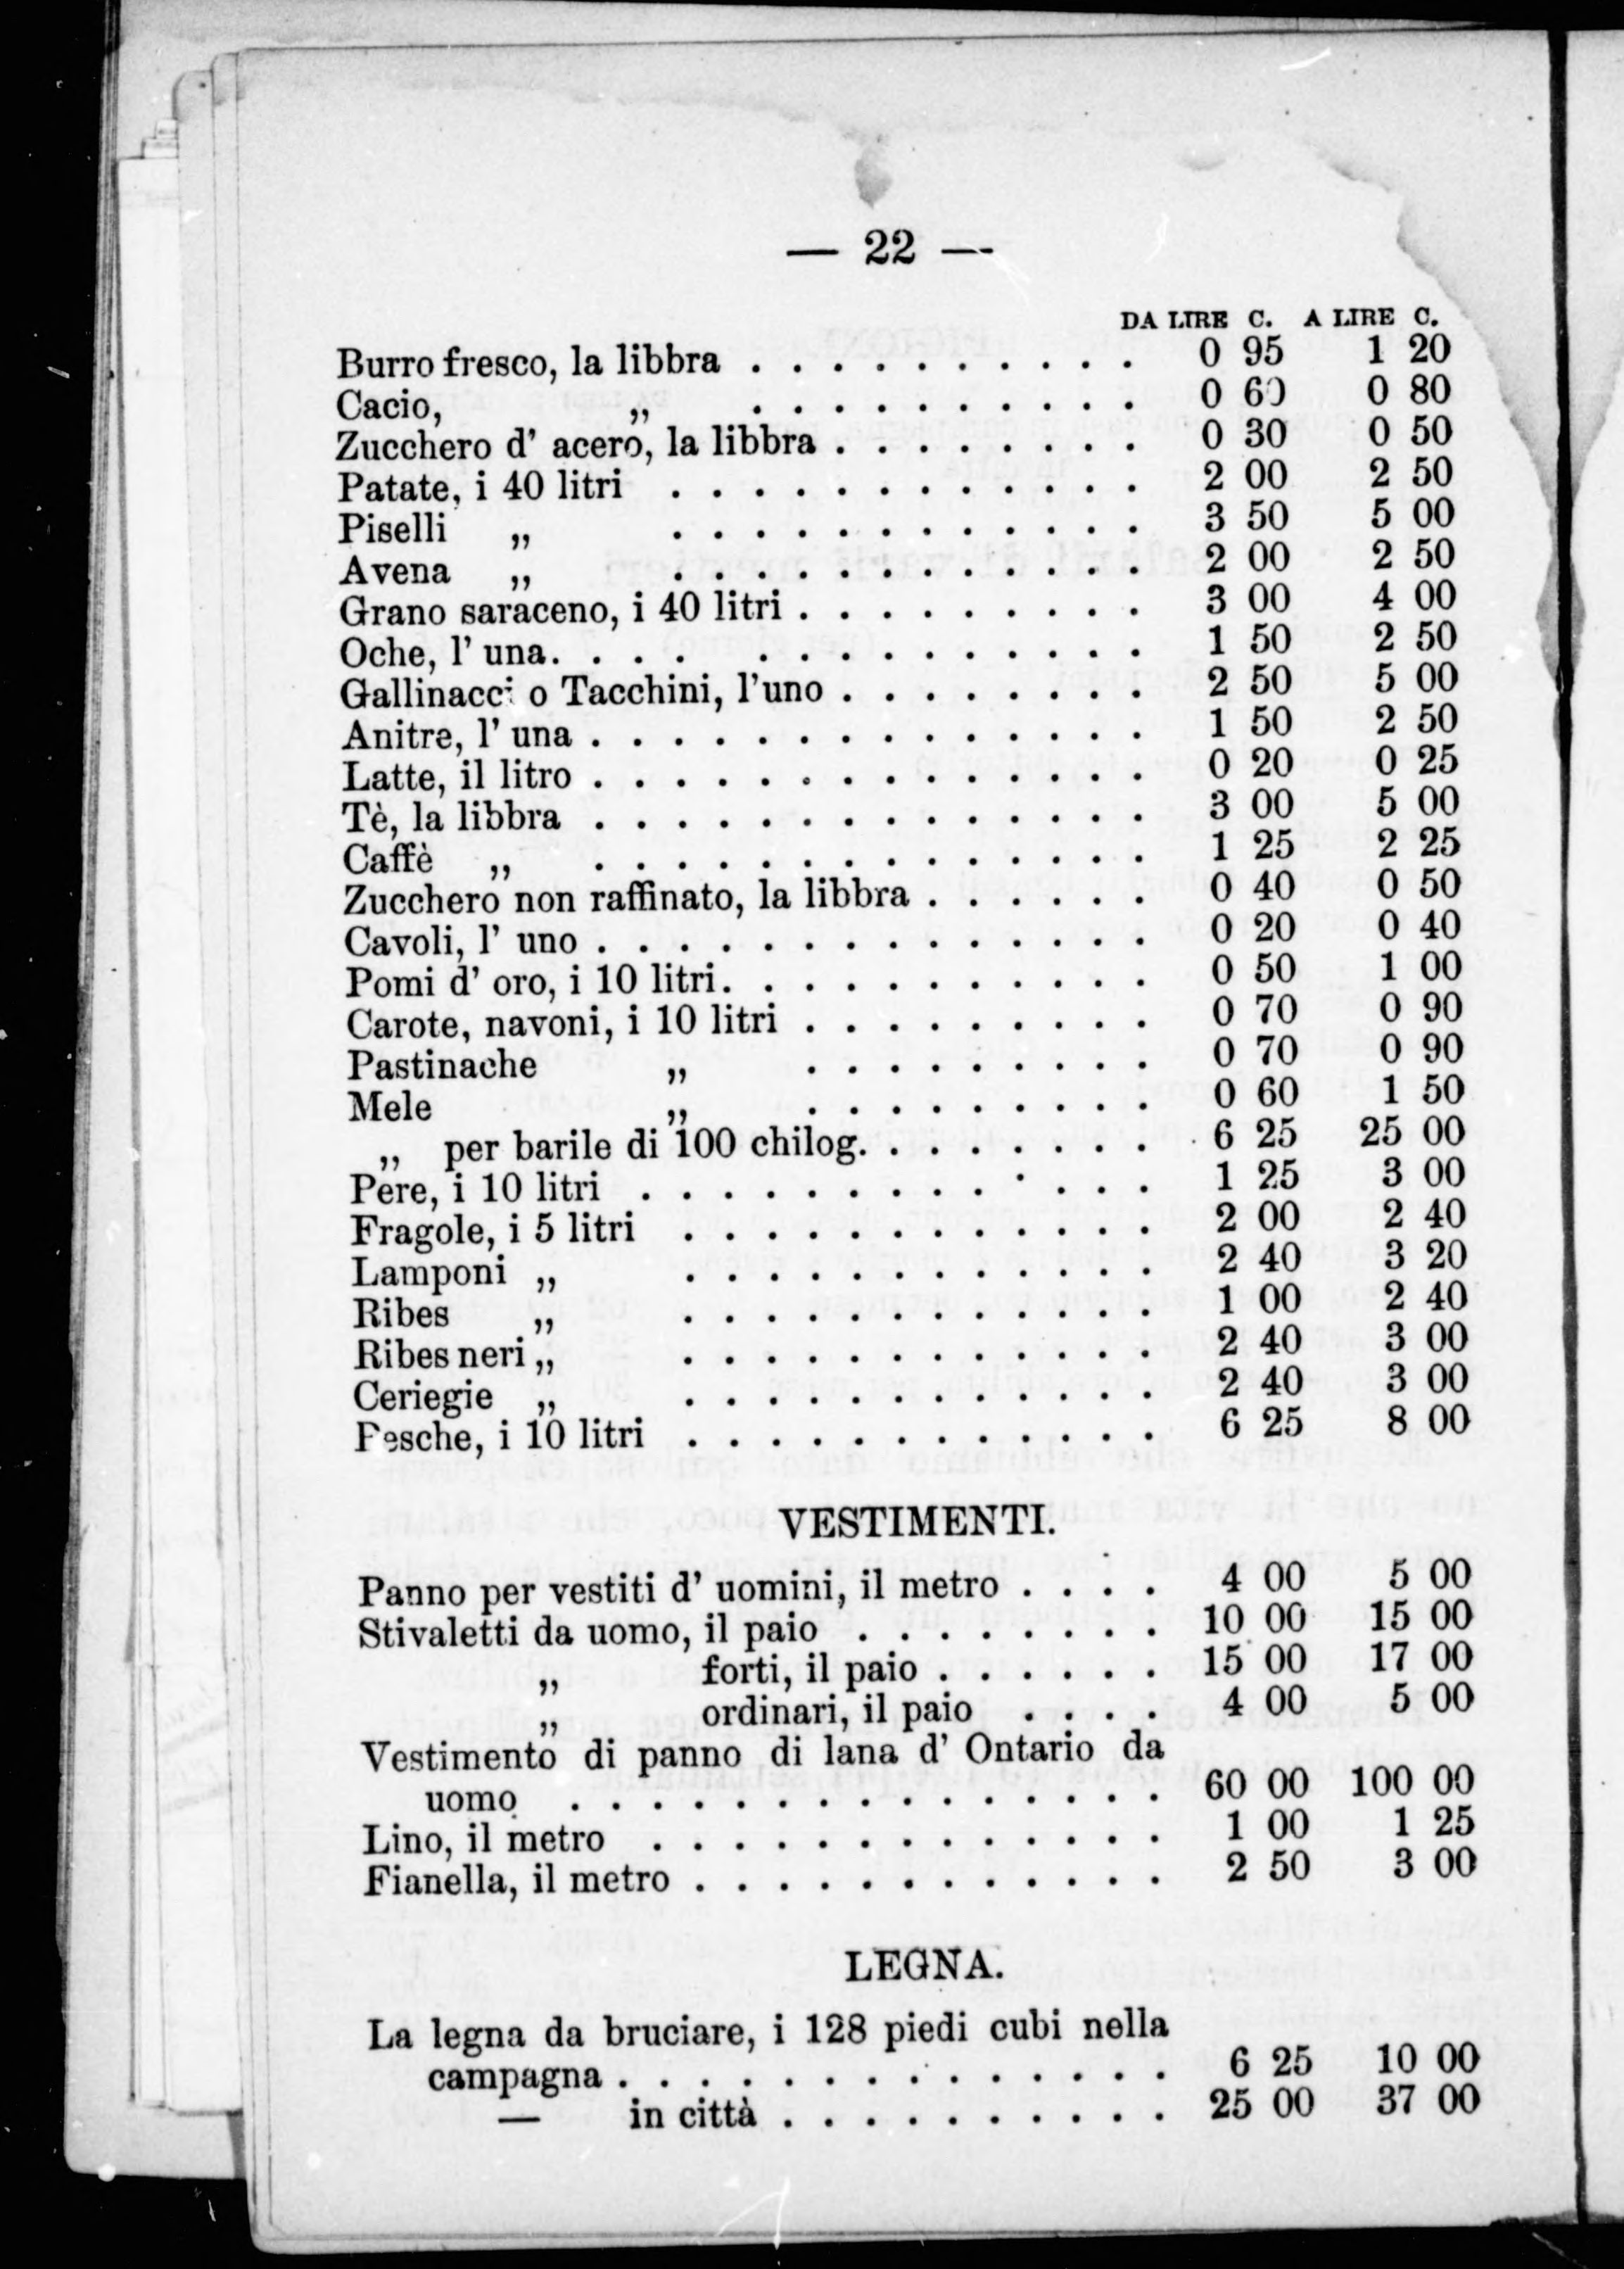 — 22 —
DA LIRE C. A LIRE C.
Burro fresco, la libbra . . . . . . . . . . 0 95 1 20
Cacio, „ . . . . . . . . . . 0 60 0 80
Zucchero d' acero, la libbra . . . . . . . . 0 30 0 50
Patate, i 40 litri . . . . . . . . . . . . 2 00 2 50
Piselli „ . . . . . . . . . . . . 3 50 5 00
Avena „ . . . . . . . . . . . . 2 00 2 50
Grano saraceno, i 40 litri . . . . . . . . . 3 00 4 00
Oche, l' una. . . . . . . . . . . . . . 1 50 2 50
Gallinacci o Tacchini, l'uno . . . . . . . . 2 50 5 00
Anitre, l' una . . . . . . . . . . . . . . 1 50 2 50
Latte, il litro . . . . . . . . . . . . . . 0 20 0 25
Tè, la libbra . . . . . . . . . . . . . . 3 00 5 00
Caffè „ . . . . . . . . . . . . . . 1 25 2 25
Zucchero non raffinato, la libbra . . . . . . 0 40 0 50
Cavoli, l' uno . . . . . . . . . . . . . . 0 20 0 40
Pomi d' oro, i 10 litri. . . . . . . . . . . 0 50 1 00
Carote, navoni, i 10 litri . . . . . . . . . 0 70 0 90
Pastinache „ . . . . . . . . . 0 70 0 90
Mele „ . . . . . . . . . 0 60 1 50
„ per barile di 100 chilog. . . . . . . . 6 25 25 00
Pere, i 10 litri . . . . . . . . . . . . . 1 25 3 00
Fragole, i 5 litri . . . . . . . . . . . . 2 00 2 40
Lamponi „ . . . . . . . . . . . . 2 40 3 20
Ribes „ . . . . . . . . . . . . 1 00 2 40
Ribes neri „ . . . . . . . . . . . . 2 40 3 00
Ceriegie „ . . . . . . . . . . . . 2 40 3 00
Pesche, i 10 litri . . . . . . . . . . . . 6 25 8 00
VESTIMENTI.
Panno per vestiti d' uomini, il metro . . . . 4 00 5 00
Stivaletti da uomo, il paio . . . . . . . . 10 00 15 00
„ forti, il paio . . . . . . 15 00 17 00
„ ordinari, il paio . . . . 4 00 5 00
Vestimento di panno di lana d' Ontario da
uomo . . . . . . . . . . . . . . . 60 00 100 00
Lino, il metro . . . . . . . . . . . . . 1 00 1 25
Fianella, il metro . . . . . . . . . . . . 2 50 3 00
LEGNA.
La legna da bruciare, i 128 piedi cubi nella
campagna . . . . . . . . . . . . . . 6 25 10 00
— in città . . . . . . . . . . 25 00 37 00